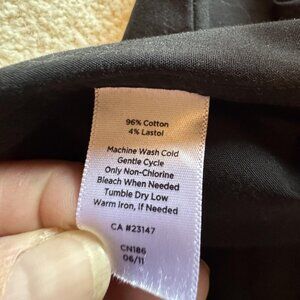 96% Cotton
4% Lastol
Machine Wash Cold
Gentle Cycle
Only Non-Chlorine
Bleach When Needed
Tumble Dry Low
Warm Iron, if Needed
CA #23147
CN186
06/11